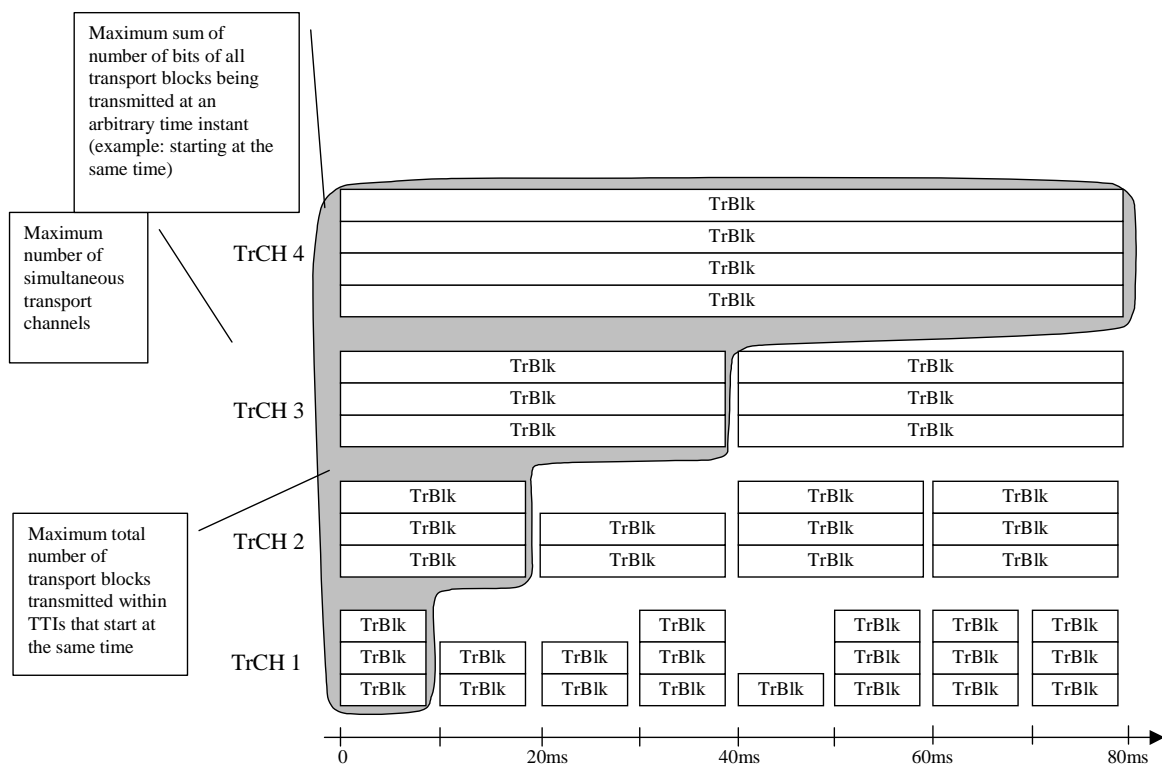 Maximum sum of
number of bits of all
transport blocks being
transmitted at an
arbitrary time instant
(example: starting at the
same time)
Maximum
number of
simultaneous
transport
channels
TrCH 4
TrBlk
TrBlk
TrBlk
TrBlk
TrCH 3
TrBlk TrBlk
TrBlk TrBlk
TrBlk TrBlk
Maximum total
number of
transport blocks
transmitted within
TTIs that start at
the same time
TrCH 2
TrBlk TrBlk TrBlk
TrBlk TrBlk TrBlk TrBlk
TrBlk TrBlk TrBlk TrBlk
TrCH 1
TrBlk TrBlk TrBlk TrBlk TrBlk
TrBlk TrBlk TrBlk TrBlk TrBlk TrBlk TrBlk
TrBlk TrBlk TrBlk TrBlk TrBlk TrBlk TrBlk TrBlk
0 20ms 40ms 60ms 80ms